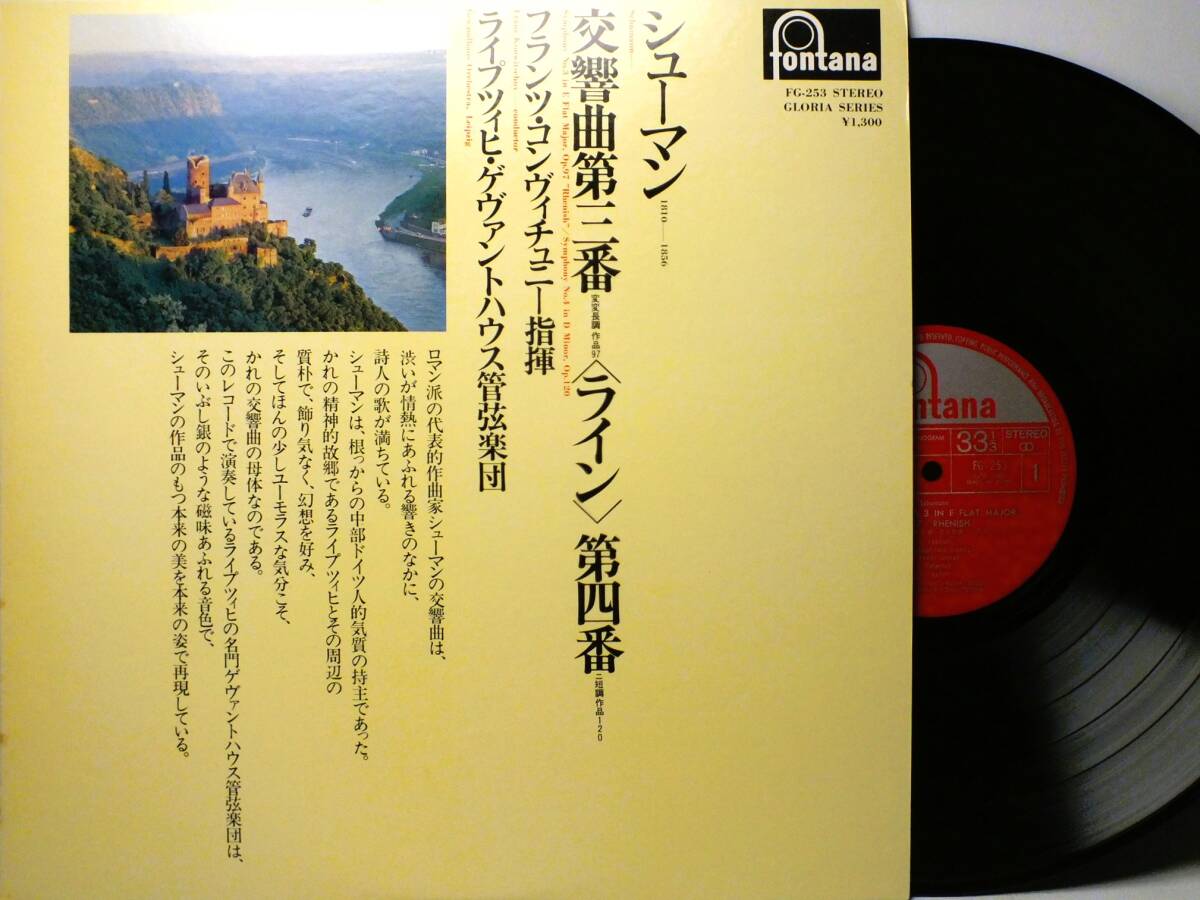 fontana
FG-253 STEREO
GLORIA SERIES
¥1,300
シューマン
Schumann
1810—1856
交響曲第三番 変変長調 作品97 〈ライン〉 第四番 ニ短調 作品120
Symphony No.3 in E Flat Major, Op.97 "Rhenish"/Symphony No.4 in D Minor, Op.120
フランツ・コンヴィチュニー指揮
Franz Konwitschny conductor
ライプツィヒ・ゲヴァントハウス管弦楽団
Gewandhaus Orchestra, Leipzig
ロマン派の代表的作曲家シューマンの交響曲は、
渋いが情熱にあふれる響きのなかに、
詩人の歌が満ちている。
シューマンは、根っからの中部ドイツ人的気質の持主であった。
かれの精神的故郷であるライプツィヒとその周辺の
質朴で、飾り気なく、幻想を好み、
そしてほんの少しユーモラスな気分こそ、
かれの交響曲の母体なのである。
このレコードで演奏しているライプツィヒの名門ゲヴァントハウス管弦楽団は、
そのいぶし銀のような磁味あふれる音色で、
シューマンの作品のもつ本来の美を本来の姿で再現している。
fontana
33 1/3
STEREO
FG-253
1
3 IN E FLAT MAJOR
RHENISH